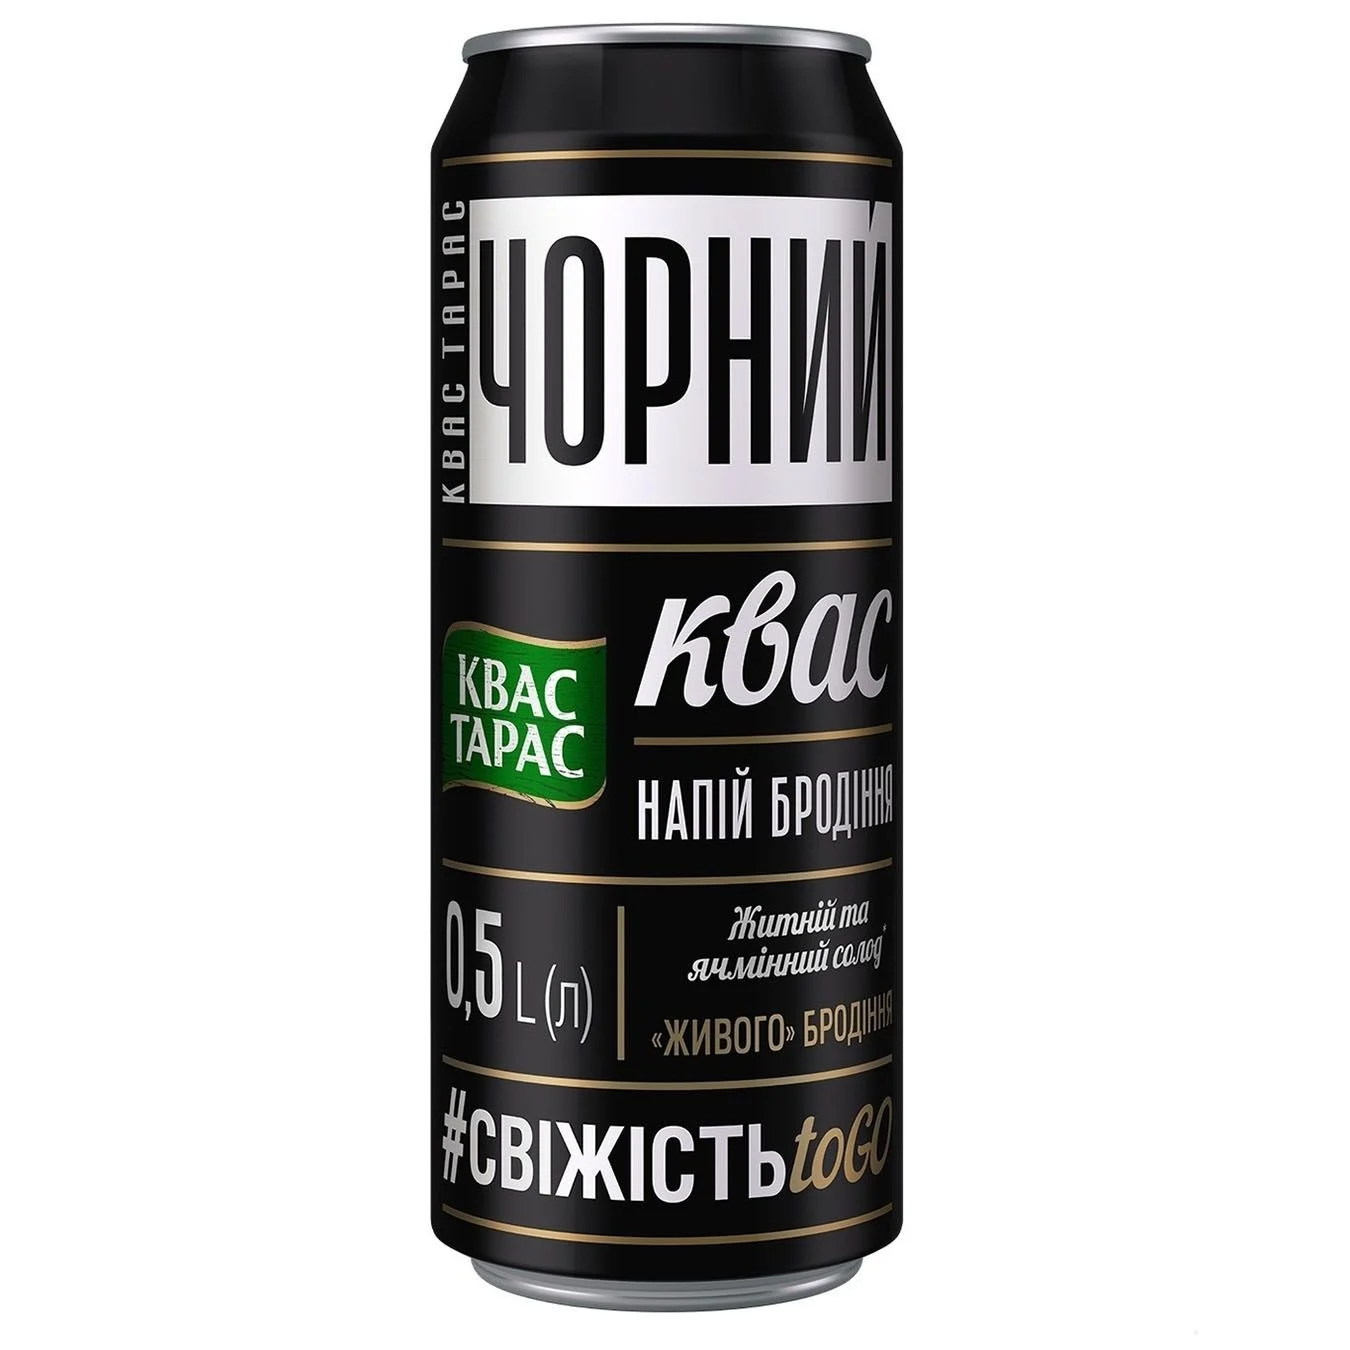 КВАС ТАРАС
ЧОРНИЙ
квас
КВАС
ТАРАС
НАПІЙ БРОДІННЯ
0,5 L (Л)
Житній та
ячмінний солод*
«ЖИВОГО» БРОДІННЯ
#СВІЖІСТЬtoGO